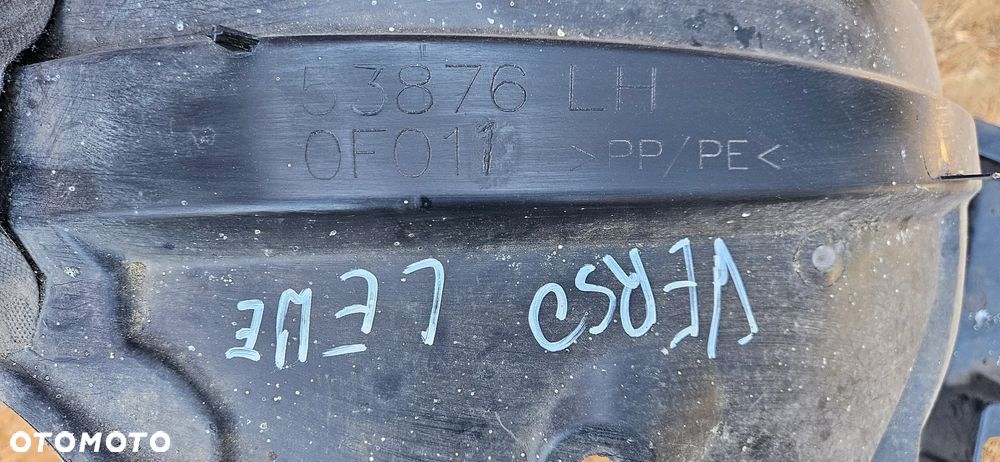 53876 LH
0F011 >PP/PE<
VERSO LEWE
OTOMOTO